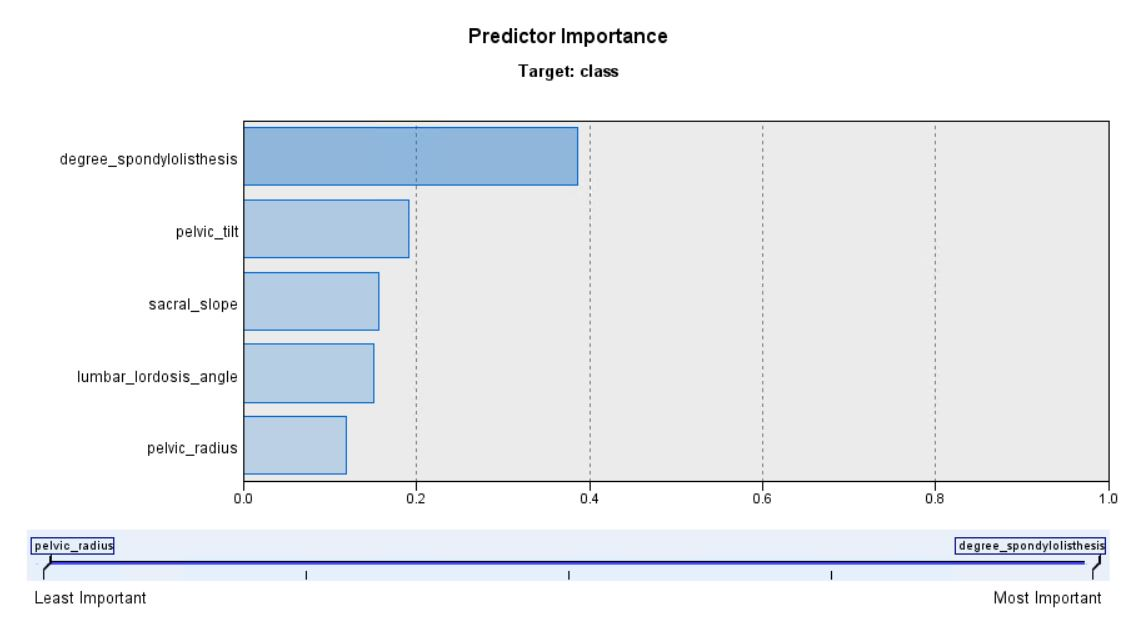 Predictor Importance
Target: class
degree_spondylolisthesis
pelvic_tilt
sacral_slope
lumbar_lordosis_angle
pelvic_radius
0.0 0.2 0.4 0.6 0.8 1.0
pelvic_radius degree_spondylolisthesis
Least Important Most Important